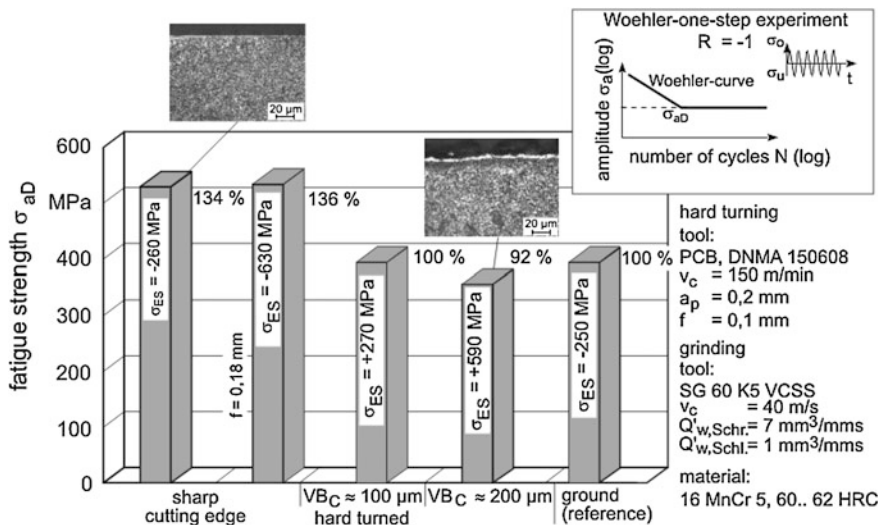 Woehler-one-step experiment
R = -1
σo
σu
t
amplitude σa(log)
Woehler-curve
σaD
number of cycles N (log)
20 µm
20 µm
fatigue strength σ aD
600
MPa
400
300
200
100
0
134 %
136 %
100 %
92 %
100 %
σES = -260 MPa
σES = -630 MPa
f = 0,18 mm
σES = +270 MPa
σES = +590 MPa
σES = -250 MPa
sharp
cutting edge
VBC ≈ 100 µm
hard turned
VBC ≈ 200 µm
ground
(reference)
hard turning
tool:
PCB, DNMA 150608
vc = 150 m/min
ap = 0,2 mm
f = 0,1 mm
grinding
tool:
SG 60 K5 VCSS
vc = 40 m/s
Q'w,Schr.= 7 mm³/mms
Q'w,Schl.= 1 mm³/mms
material:
16 MnCr 5, 60.. 62 HRC